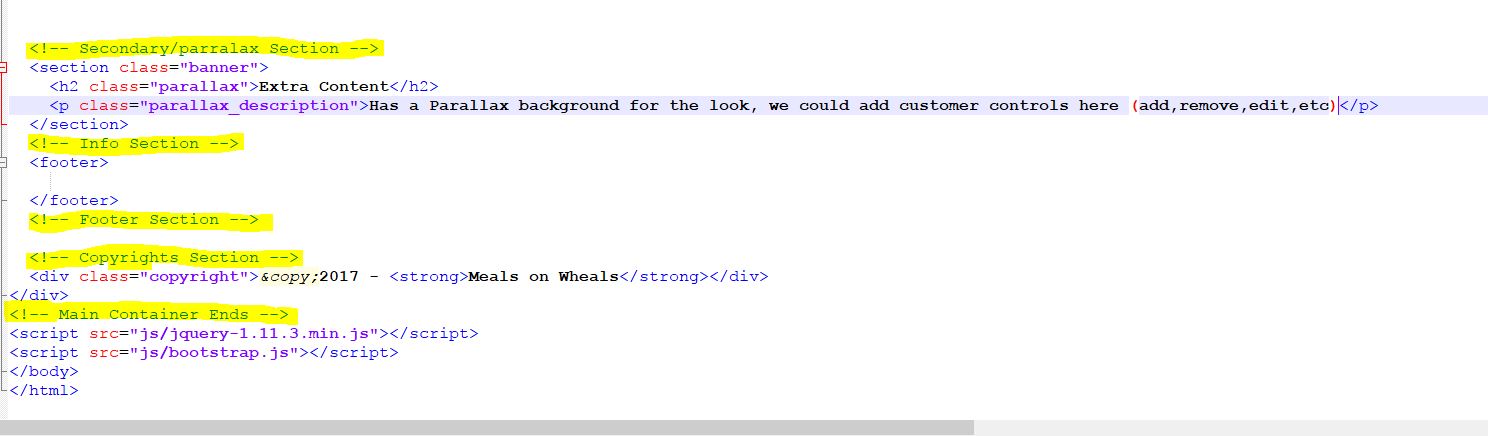 <!-- Secondary/parralax Section -->
<section class="banner">
<h2 class="parallax">Extra Content</h2>
<p class="parallax_description">Has a Parallax background for the look, we could add customer controls here (add,remove,edit,etc)</p>
</section>
<!-- Info Section -->
<footer>
</footer>
<!-- Footer Section -->
<!-- Copyrights Section -->
<div class="copyright">&copy;2017 - <strong>Meals on Wheals</strong></div>
</div>
<!-- Main Container Ends -->
<script src="js/jquery-1.11.3.min.js"></script>
<script src="js/bootstrap.js"></script>
</body>
</html>